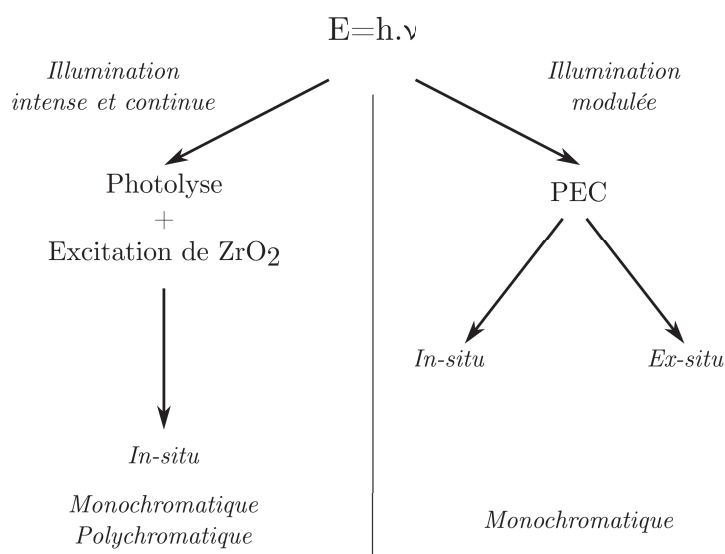 E=h.ν
Illumination
intense et continue
Illumination
modulée
Photolyse
+
Excitation de ZrO2
PEC
In-situ
Ex-situ
In-situ
Monochromatique
Polychromatique
Monochromatique